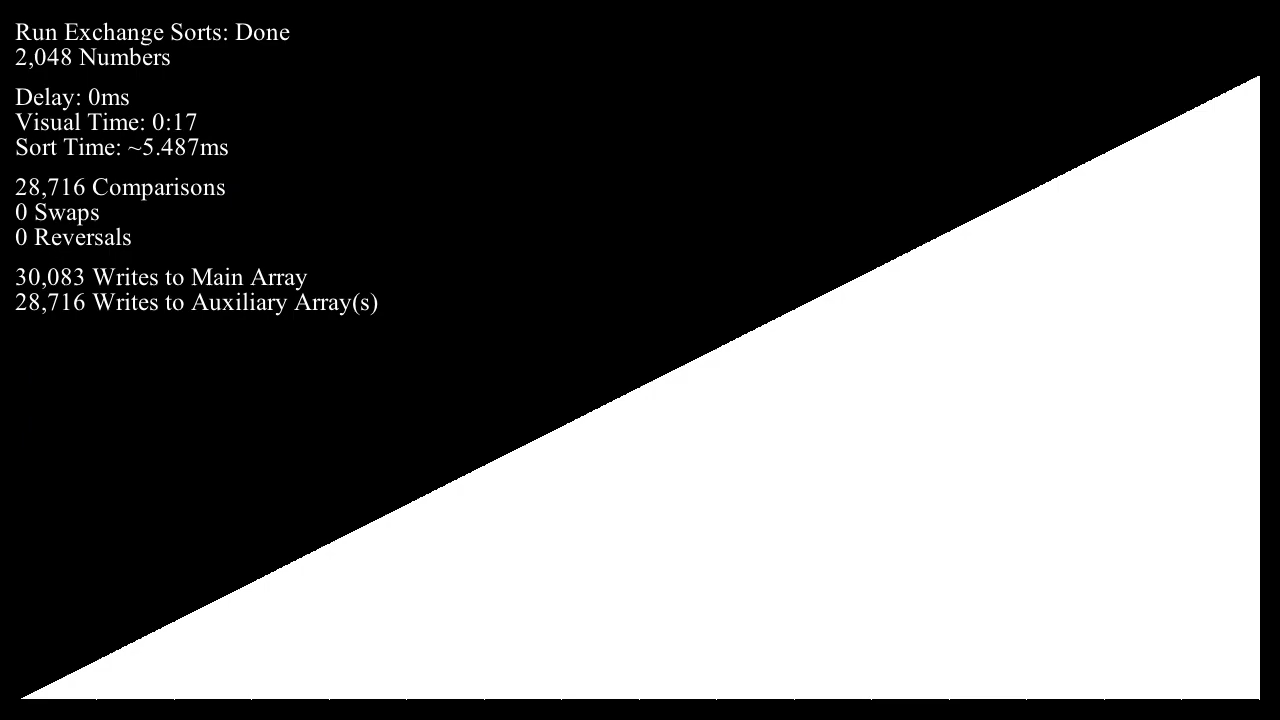 Run Exchange Sorts: Done
2,048 Numbers
Delay: 0ms
Visual Time: 0:17
Sort Time: ~5.487ms
28,716 Comparisons
0 Swaps
0 Reversals
30,083 Writes to Main Array
28,716 Writes to Auxiliary Array(s)